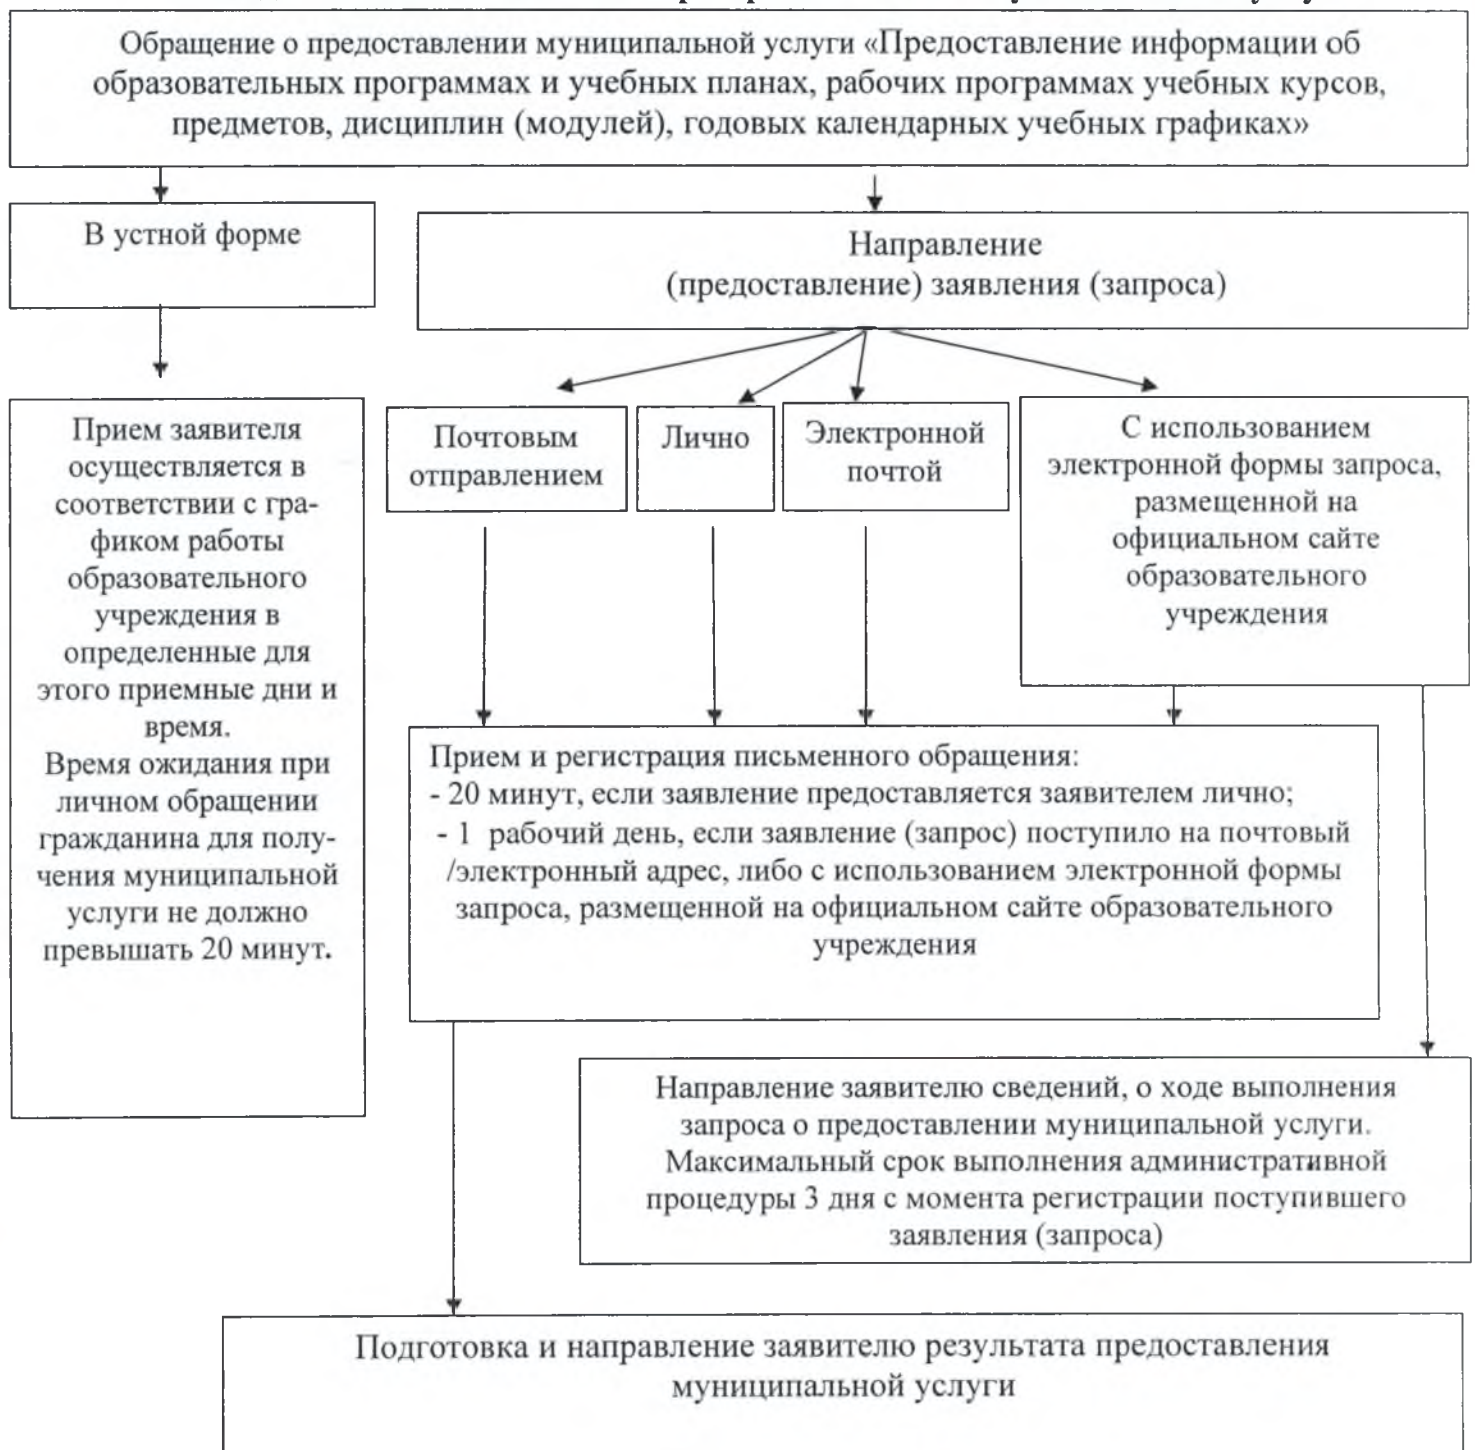 Обращение о предоставлении муниципальной услуги «Предоставление информации об
образовательных программах и учебных планах, рабочих программах учебных курсов,
предметов, дисциплин (модулей), годовых календарных учебных графиках»
В устной форме
Направление
(предоставление) заявления (запроса)
Прием заявителя
осуществляется в
соответствии с гра-
фиком работы
образовательного
учреждения в
определенные для
этого приемные дни и
время.
Время ожидания при
личном обращении
гражданина для полу-
чения муниципальной
услуги не должно
превышать 20 минут.
Почтовым
отправлением
Лично
Электронной
почтой
С использованием
электронной формы запроса,
размещенной на
официальном сайте
образовательного
учреждения
Прием и регистрация письменного обращения:
- 20 минут, если заявление предоставляется заявителем лично;
- 1 рабочий день, если заявление (запрос) поступило на почтовый
/электронный адрес, либо с использованием электронной формы
запроса, размещенной на официальном сайте образовательного
учреждения
Направление заявителю сведений, о ходе выполнения
запроса о предоставлении муниципальной услуги.
Максимальный срок выполнения административной
процедуры 3 дня с момента регистрации поступившего
заявления (запроса)
Подготовка и направление заявителю результата предоставления
муниципальной услуги